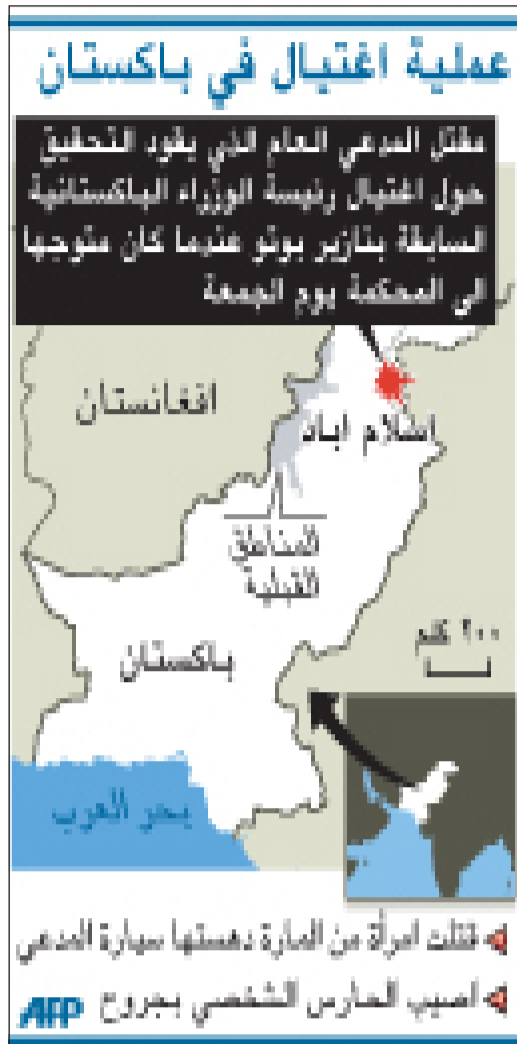 عملية اغتيال في باكستان
مقتل المدعي العام الذي يقود التحقيق
حول اغتيال رئيسة الوزراء الباكستانية
السابقة بنازير بوتو عندما كان متوجها
الى المحكمة يوم الجمعة
افغانستان
اسلام اباد
المناطق
القبلية
٢٠٠ كلم
باكستان
بحر العرب
قتلت امرأة من المارة دهستها سيارة المدعي
اصيب الحارس الشخصي بجروح
AFP